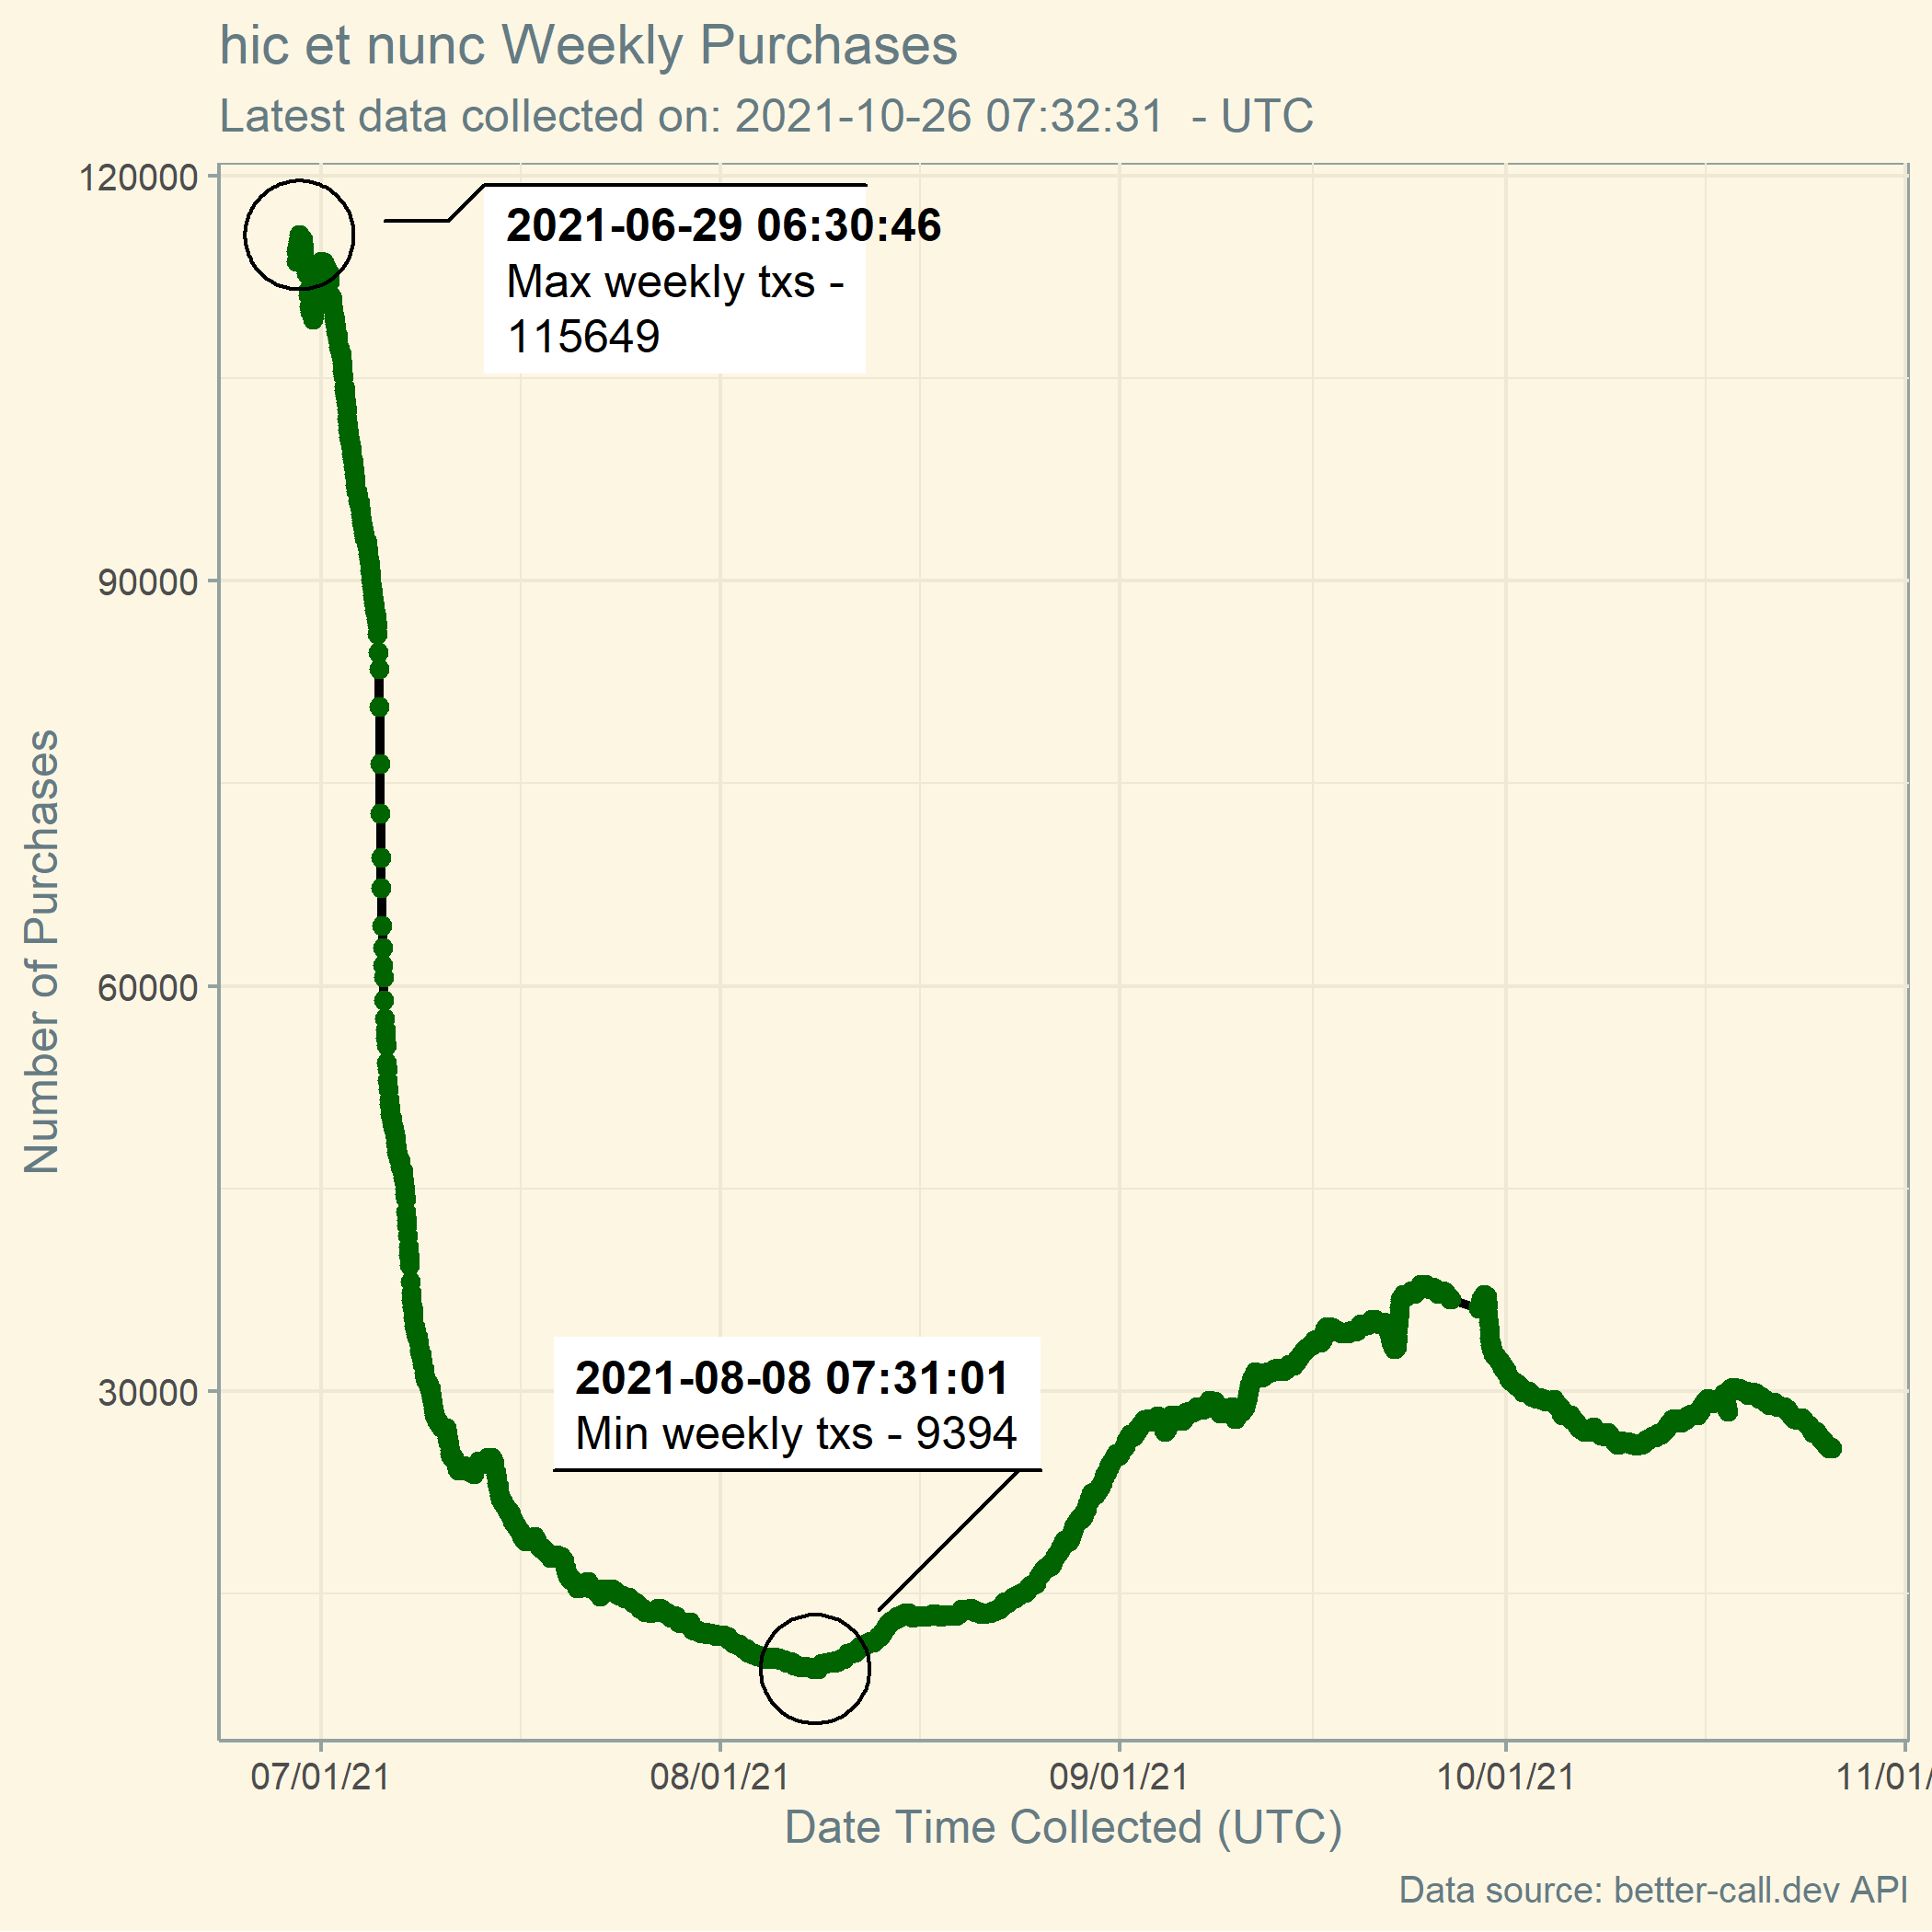 hic et nunc Weekly Purchases
Latest data collected on: 2021-10-26 07:32:31 - UTC
120000
2021-06-29 06:30:46
Max weekly txs -
115649
90000
Number of Purchases
60000
30000
2021-08-08 07:31:01
Min weekly txs - 9394
07/01/21 08/01/21 09/01/21 10/01/21 11/01/
Date Time Collected (UTC)
Data source: better-call.dev API